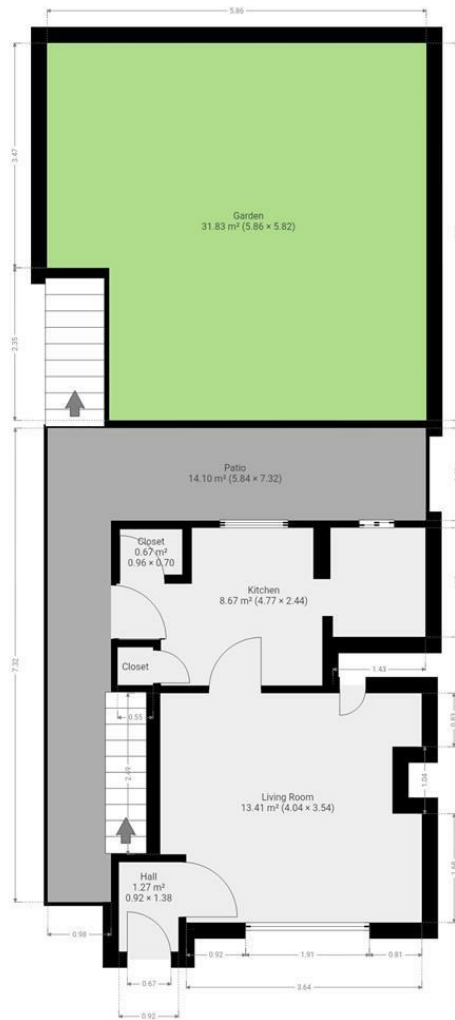 5.86
3.47
Garden
31.83 m² (5.86 × 5.82)
2.35
Patio
14.10 m² (5.84 × 7.32)
Closet
0.67 m²
0.96 × 0.70
Kitchen
8.67 m² (4.77 × 2.44)
7.32
Closet
1.43
0.55
0.83
2.49
1.04
Living Room
13.41 m² (4.04 × 3.54)
Hall
1.27 m²
0.92 × 1.38
0.98
0.92
1.91
0.81
0.67
3.64
0.92